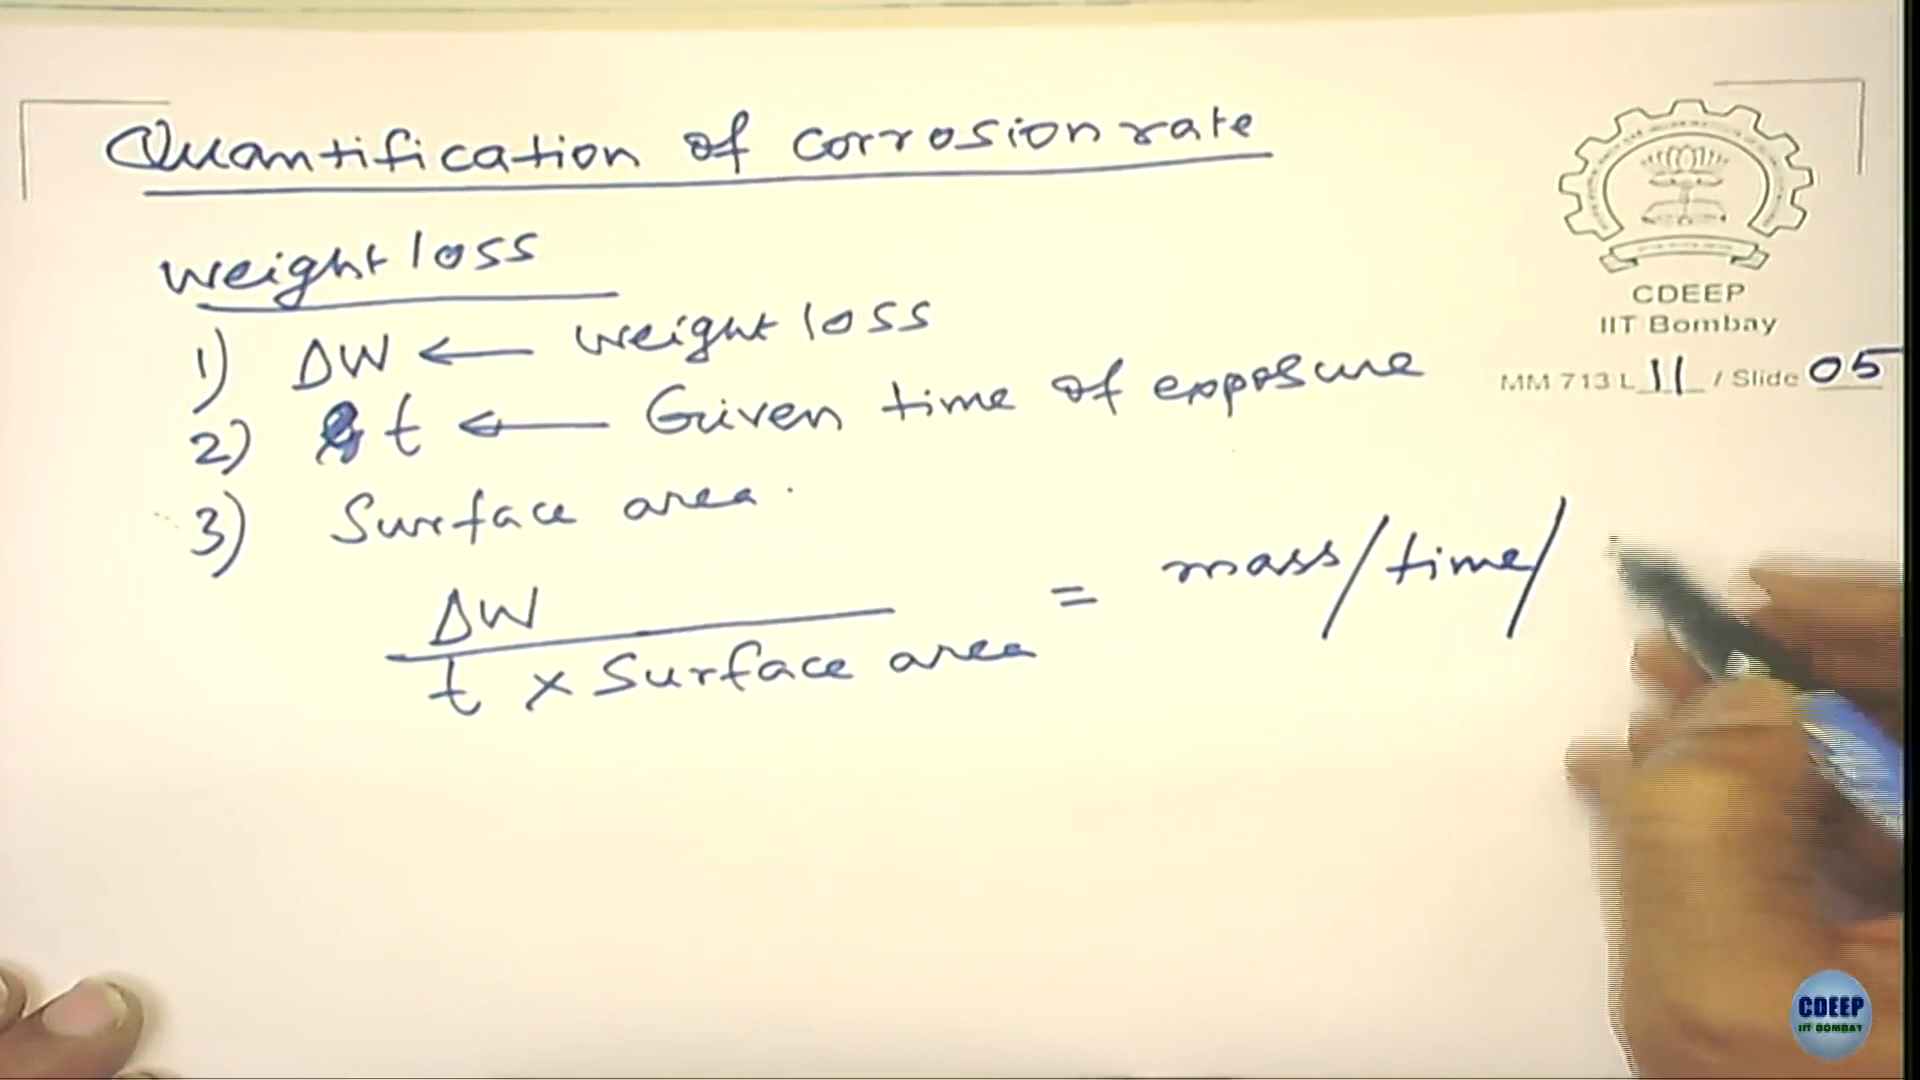 Quantification of corrosion rate
weight loss
1) ΔW ← weight loss
2) t ← Given time of exposure
3) Surface area.
ΔW
t × Surface area
= mass/time/
CDEEP
IIT Bombay
MM 713 L 11 / Slide 05
CDEEP
IIT BOMBAY